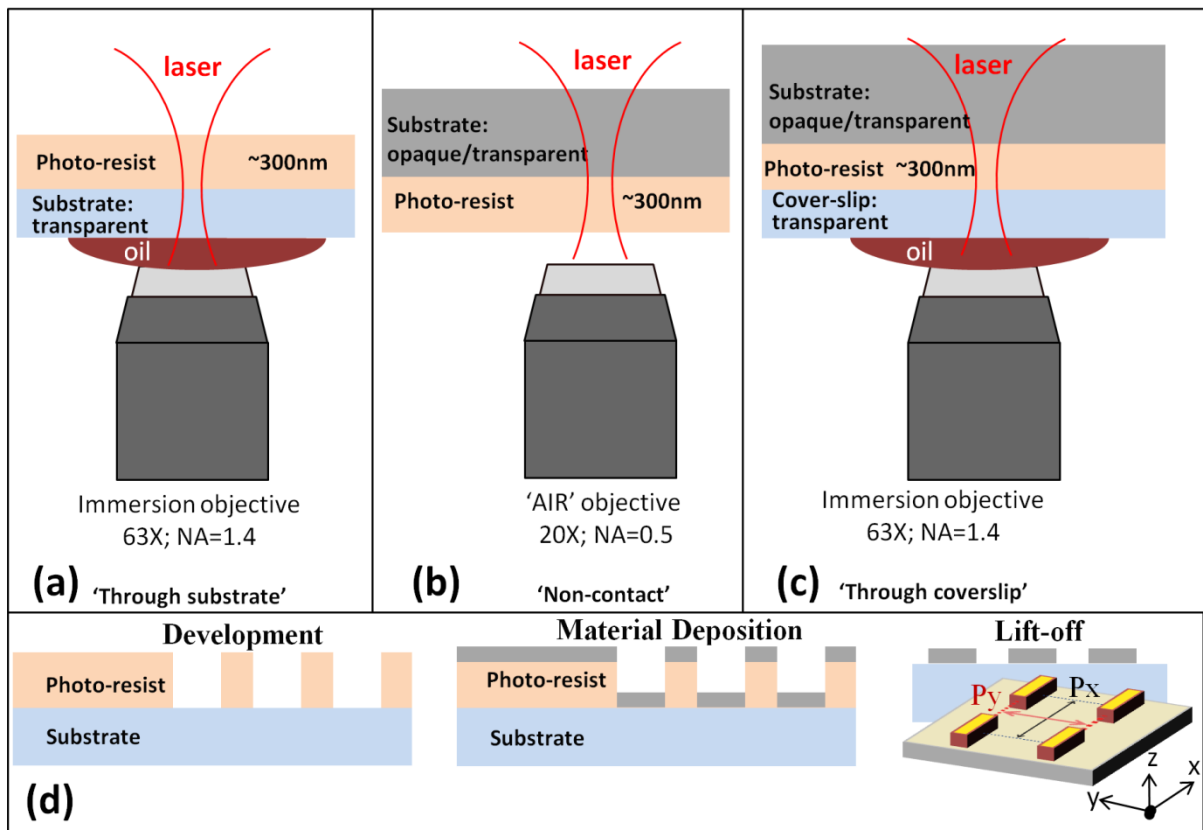 laser
Photo-resist ~300nm
Substrate:
transparent
oil
Immersion objective
63X; NA=1.4
(a)
‘Through substrate’
laser
Substrate:
opaque/transparent
Photo-resist ~300nm
‘AIR’ objective
20X; NA=0.5
(b)
‘Non-contact’
laser
Substrate:
opaque/transparent
Photo-resist ~300nm
Cover-slip:
transparent
oil
Immersion objective
63X; NA=1.4
(c)
‘Through coverslip’
Development
Photo-resist
Substrate
Material Deposition
Photo-resist
Substrate
Lift-off
Py Px
z
x
y
(d)